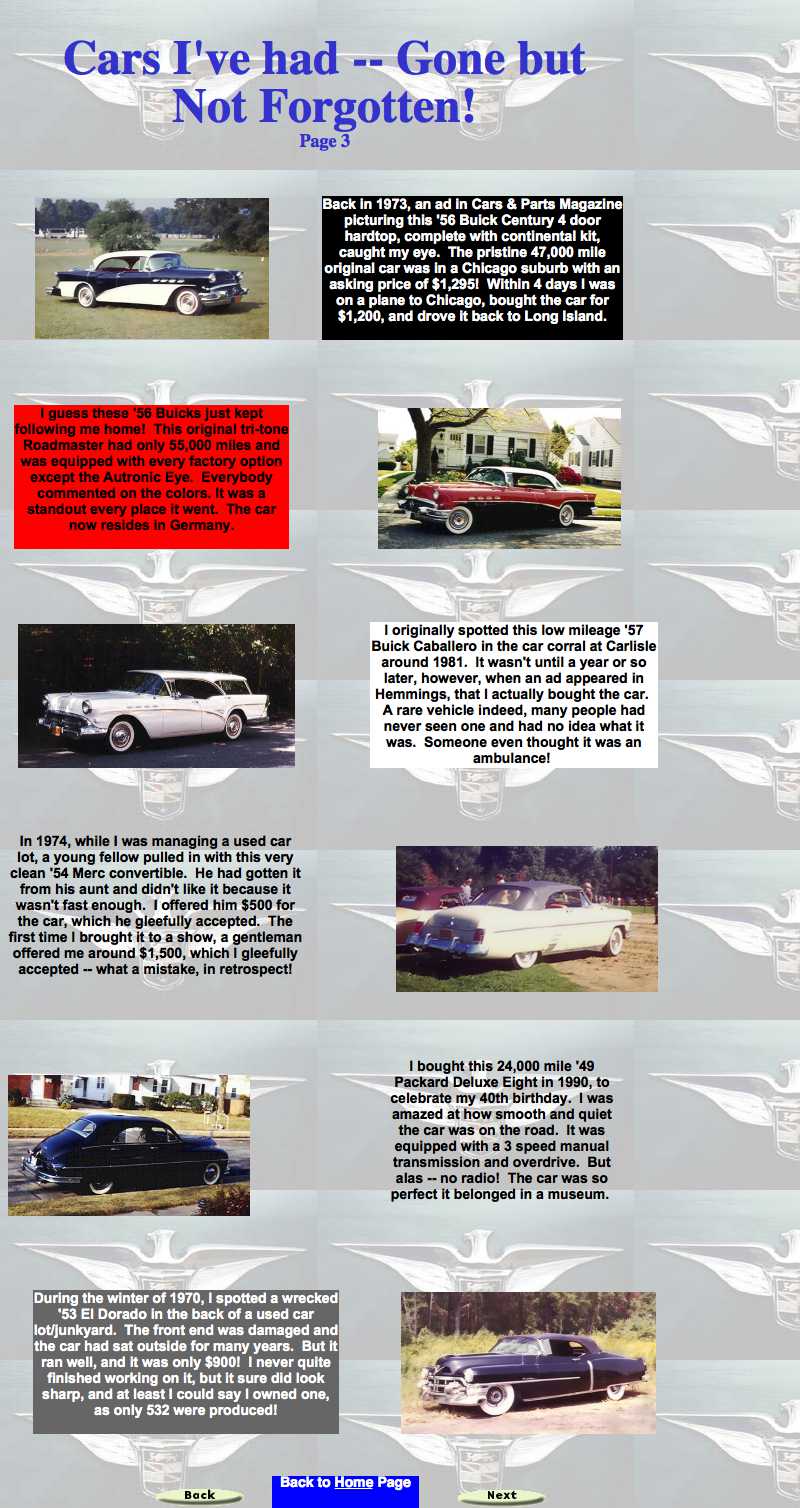 Cars I've had -- Gone but
Not Forgotten!
Page 3
Back in 1973, an ad in Cars & Parts Magazine
picturing this '56 Buick Century 4 door
hardtop, complete with continental kit,
caught my eye.  The pristine 47,000 mile
original car was in a Chicago suburb with an
asking price of $1,295!  Within 4 days I was
on a plane to Chicago, bought the car for
$1,200, and drove it back to Long Island.
I guess these '56 Buicks just kept
following me home!  This original tri-tone
Roadmaster had only 55,000 miles and
was equipped with every factory option
except the Autronic Eye.  Everybody
commented on the colors. It was a
standout every place it went.  The car
now resides in Germany.
I originally spotted this low mileage '57
Buick Caballero in the car corral at Carlisle
around 1981.  It wasn't until a year or so
later, however, when an ad appeared in
Hemmings, that I actually bought the car.
A rare vehicle indeed, many people had
never seen one and had no idea what it
was.  Someone even thought it was an
ambulance!
In 1974, while I was managing a used car
lot, a young fellow pulled in with this very
clean '54 Merc convertible.  He had gotten it
from his aunt and didn't like it because it
wasn't fast enough.  I offered him $500 for
the car, which he gleefully accepted.  The
first time I brought it to a show, a gentleman
offered me around $1,500, which I gleefully
accepted -- what a mistake, in retrospect!
I bought this 24,000 mile '49
Packard Deluxe Eight in 1990, to
celebrate my 40th birthday.  I was
amazed at how smooth and quiet
the car was on the road.  It was
equipped with a 3 speed manual
transmission and overdrive.  But
alas -- no radio!  The car was so
perfect it belonged in a museum.
During the winter of 1970, I spotted a wrecked
'53 El Dorado in the back of a used car
lot/junkyard.  The front end was damaged and
the car had sat outside for many years.  But it
ran well, and it was only $900!  I never quite
finished working on it, but it sure did look
sharp, and at least I could say I owned one,
as only 532 were produced!
Back
Back to Home Page
Next